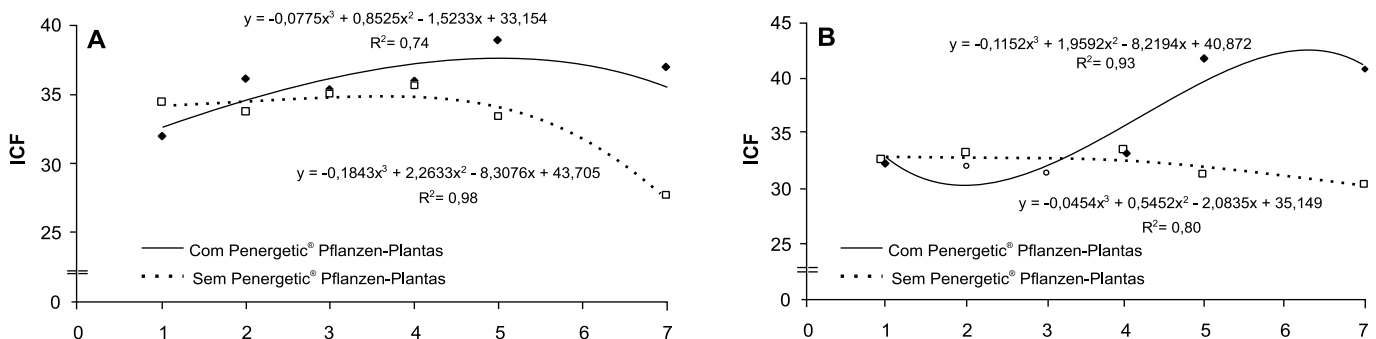 A
y = -0,0775x³ + 0,8525x² - 1,5233x + 33,154
R² = 0,74
40
35
30
25
0
ICF
y = -0,1843x³ + 2,2633x² - 8,3076x + 43,705
R² = 0,98
Com Penergetic® Pflanzen-Plantas
Sem Penergetic® Pflanzen-Plantas
0 1 2 3 4 5 6 7
B
y = -0,1152x³ + 1,9592x² - 8,2194x + 40,872
R² = 0,93
45
40
35
30
25
0
ICF
y = -0,0454x³ + 0,5452x² - 2,0835x + 35,149
R² = 0,80
Com Penergetic® Pflanzen-Plantas
Sem Penergetic® Pflanzen-Plantas
0 1 2 3 4 5 6 7